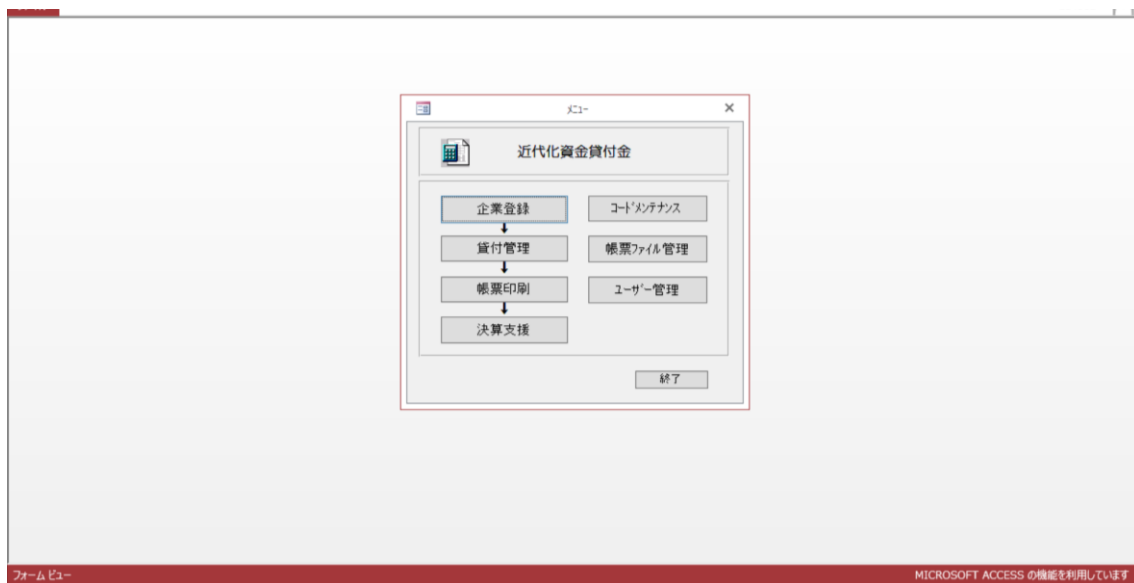 メニュー
近代化資金貸付金
企業登録
コードメンテナンス
貸付管理
帳票ファイル管理
帳票印刷
ユーザー管理
決算支援
終了
フォーム ビュー
MICROSOFT ACCESS の機能を利用しています